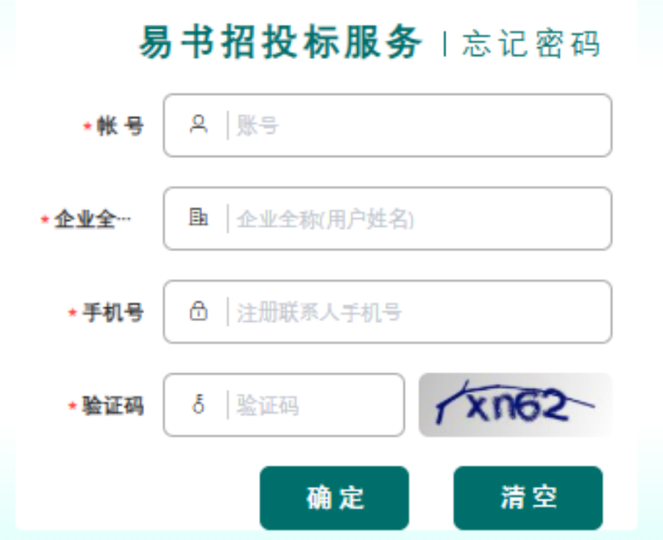 易书招投标服务 | 忘记密码
* 帐 号 账号
* 企业全… 企业全称(用户姓名)
* 手机号 注册联系人手机号
* 验证码 验证码 rxn62
确 定 清 空